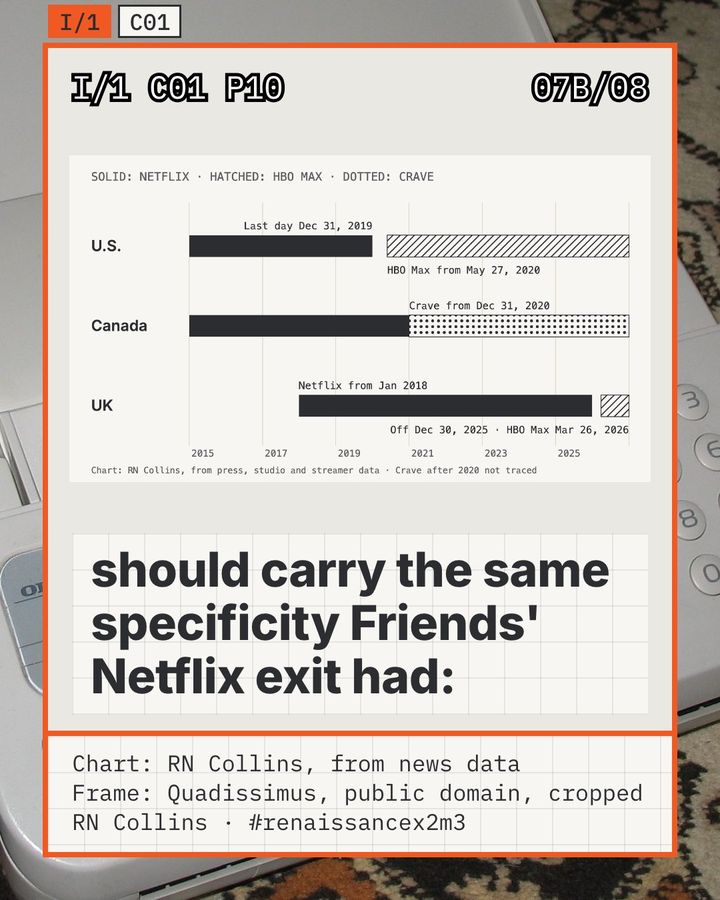 I/1 C01
I/1 C01 P10 07B/08
SOLID: NETFLIX · HATCHED: HBO MAX · DOTTED: CRAVE
Last day Dec 31, 2019
U.S.
HBO Max from May 27, 2020
Crave from Dec 31, 2020
Canada
Netflix from Jan 2018
UK
Off Dec 30, 2025 · HBO Max Mar 26, 2026
2015 2017 2019 2021 2023 2025
Chart: RN Collins, from press, studio and streamer data · Crave after 2020 not traced
should carry the same
specificity Friends'
Netflix exit had:
Chart: RN Collins, from news data
Frame: Quadissimus, public domain, cropped
RN Collins · #renaissancex2m3
3
6
8
0